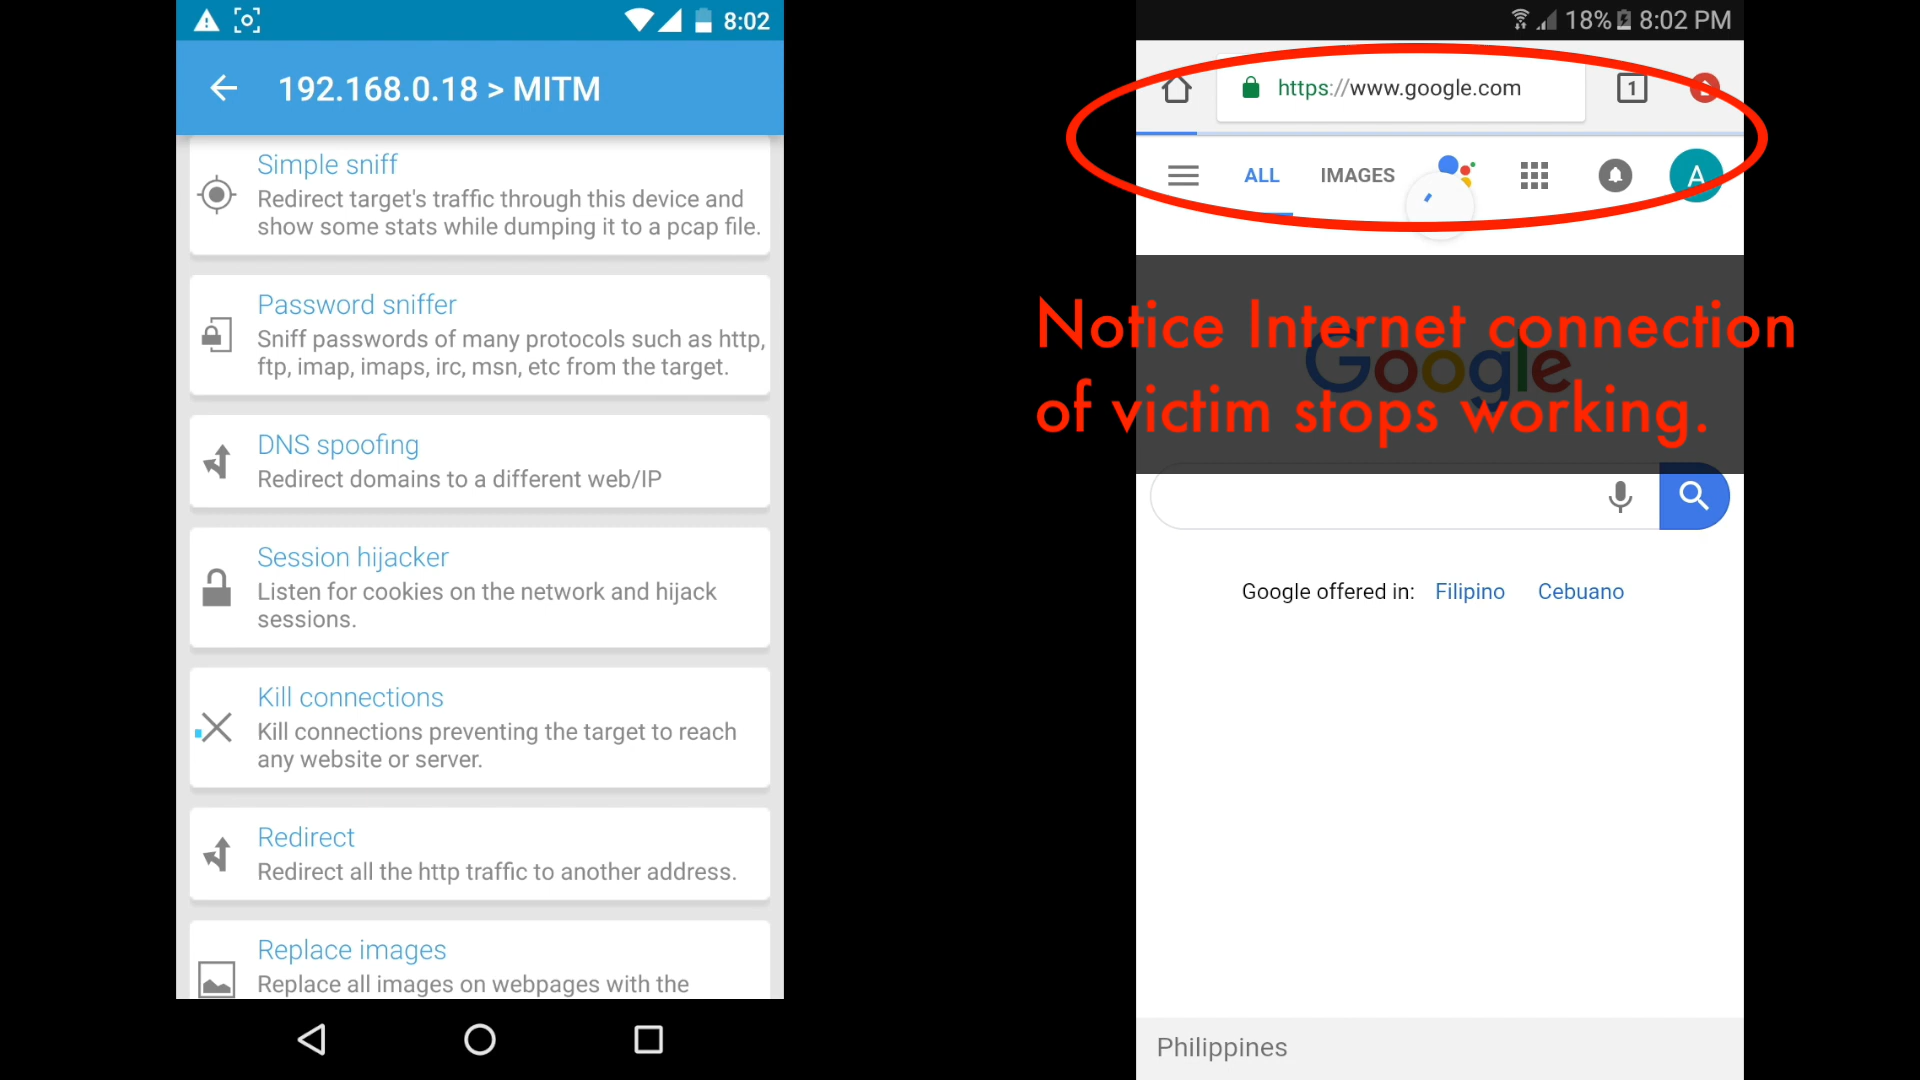 8:02
192.168.0.18 > MITM
Simple sniff
Redirect target's traffic through this device and
show some stats while dumping it to a pcap file.
Password sniffer
Sniff passwords of many protocols such as http,
ftp, imap, imaps, irc, msn, etc from the target.
DNS spoofing
Redirect domains to a different web/IP
Session hijacker
Listen for cookies on the network and hijack
sessions.
Kill connections
Kill connections preventing the target to reach
any website or server.
Redirect
Redirect all the http traffic to another address.
Replace images
Replace all images on webpages with the
18% 8:02 PM
https://www.google.com 1
ALL IMAGES A
Notice Internet connection
of victim stops working.
Google
Google offered in: Filipino Cebuano
Philippines